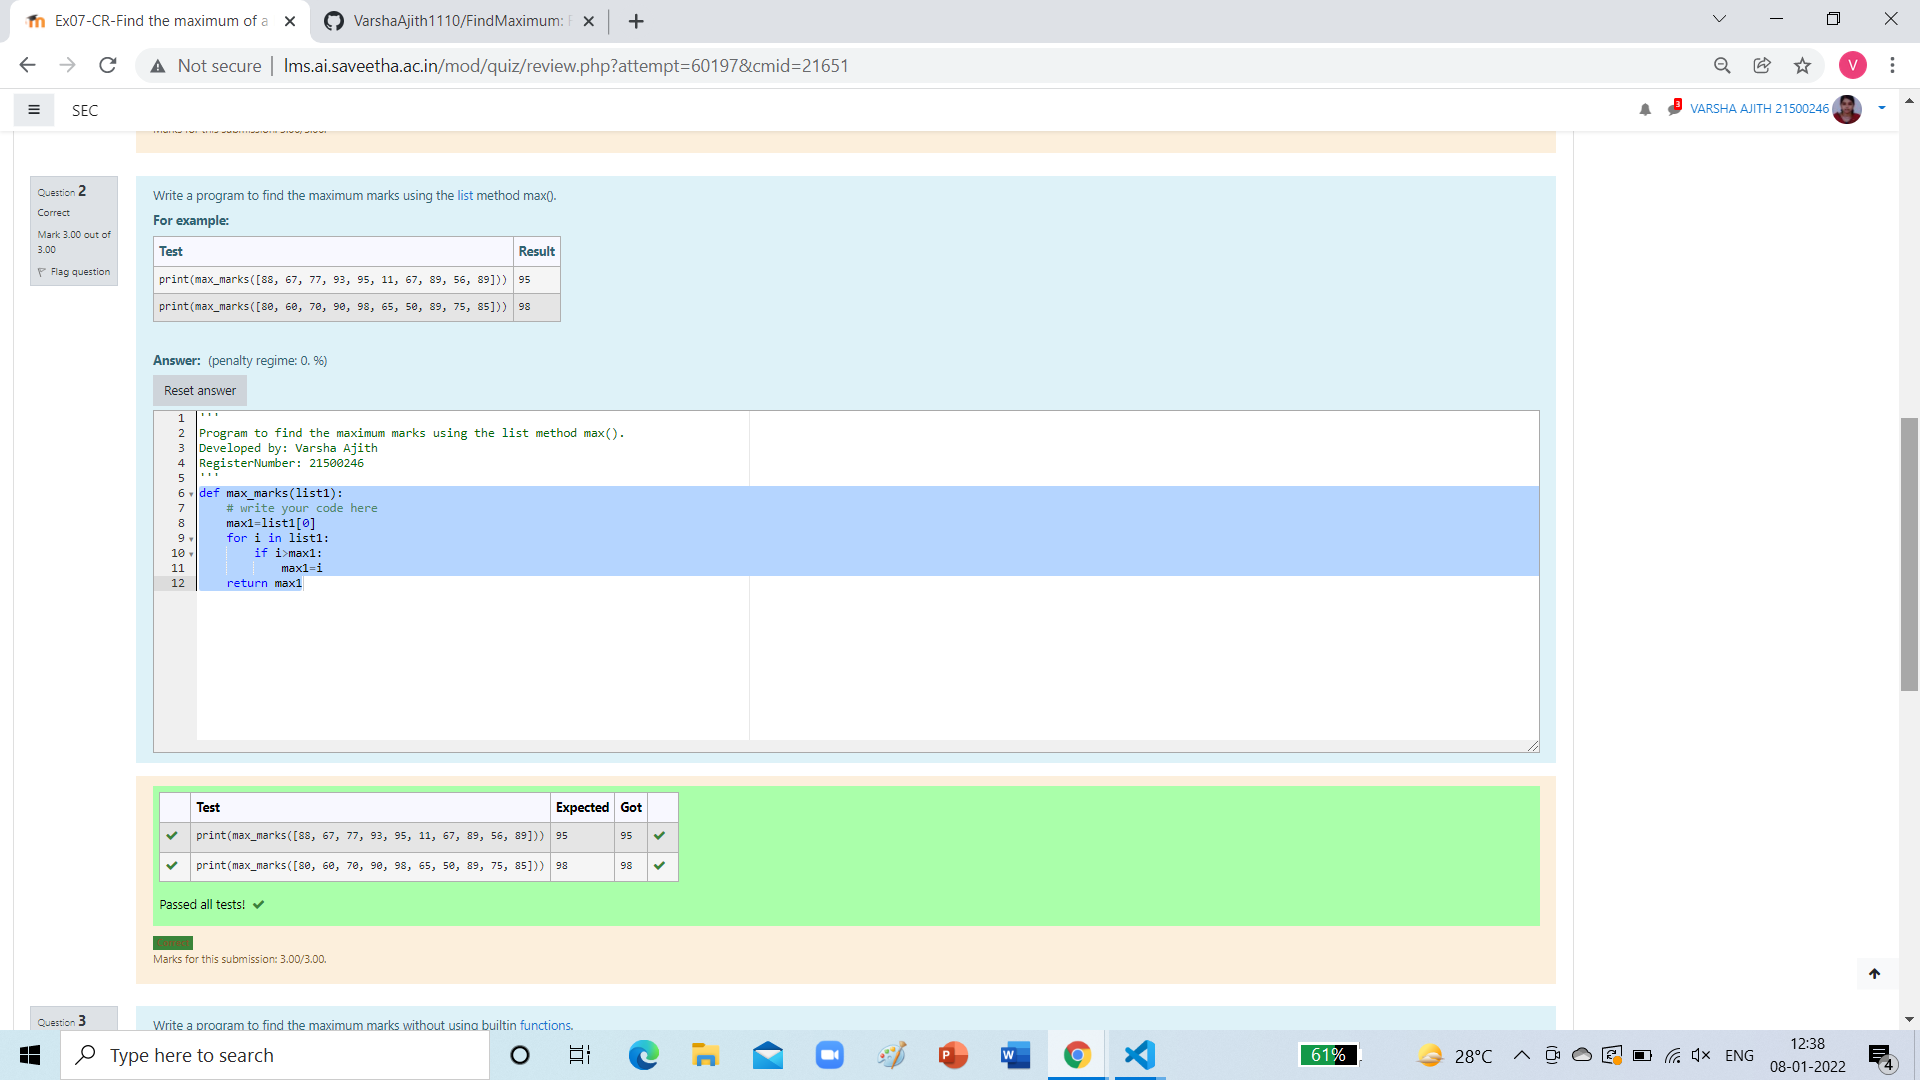 Ex07-CR-Find the maximum of a
VarshaAjith1110/FindMaximum:
Not secure | lms.ai.saveetha.ac.in/mod/quiz/review.php?attempt=60197&cmid=21651
V
SEC
3
VARSHA AJITH 21500246
Marks for this submission: 3.00/3.00.
Question 2
Correct
Mark 3.00 out of
3.00
Flag question
Write a program to find the maximum marks using the list method max().
For example:
Test Result
print(max_marks([88, 67, 77, 93, 95, 11, 67, 89, 56, 89])) 95
print(max_marks([80, 60, 70, 90, 98, 65, 50, 89, 75, 85])) 98
Answer: (penalty regime: 0. %)
Reset answer
1 '''
2 Program to find the maximum marks using the list method max().
3 Developed by: Varsha Ajith
4 RegisterNumber: 21500246
5 '''
6 def max_marks(list1):
7 # write your code here
8 max1=list1[0]
9 for i in list1:
10 if i>max1:
11 max1=i
12 return max1
Test Expected Got
print(max_marks([88, 67, 77, 93, 95, 11, 67, 89, 56, 89])) 95 95
print(max_marks([80, 60, 70, 90, 98, 65, 50, 89, 75, 85])) 98 98
Passed all tests!
Marks for this submission: 3.00/3.00.
Question 3
Write a program to find the maximum marks without using builtin functions.
Type here to search
61%
28°C
ENG
12:38
08-01-2022
4